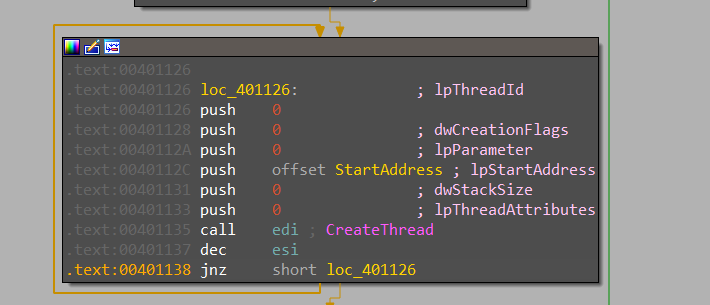 .text:00401126
.text:00401126 loc_401126: ; lpThreadId
.text:00401126 push 0
.text:00401128 push 0 ; dwCreationFlags
.text:0040112A push 0 ; lpParameter
.text:0040112C push offset StartAddress ; lpStartAddress
.text:00401131 push 0 ; dwStackSize
.text:00401133 push 0 ; lpThreadAttributes
.text:00401135 call edi ; CreateThread
.text:00401137 dec esi
.text:00401138 jnz short loc_401126